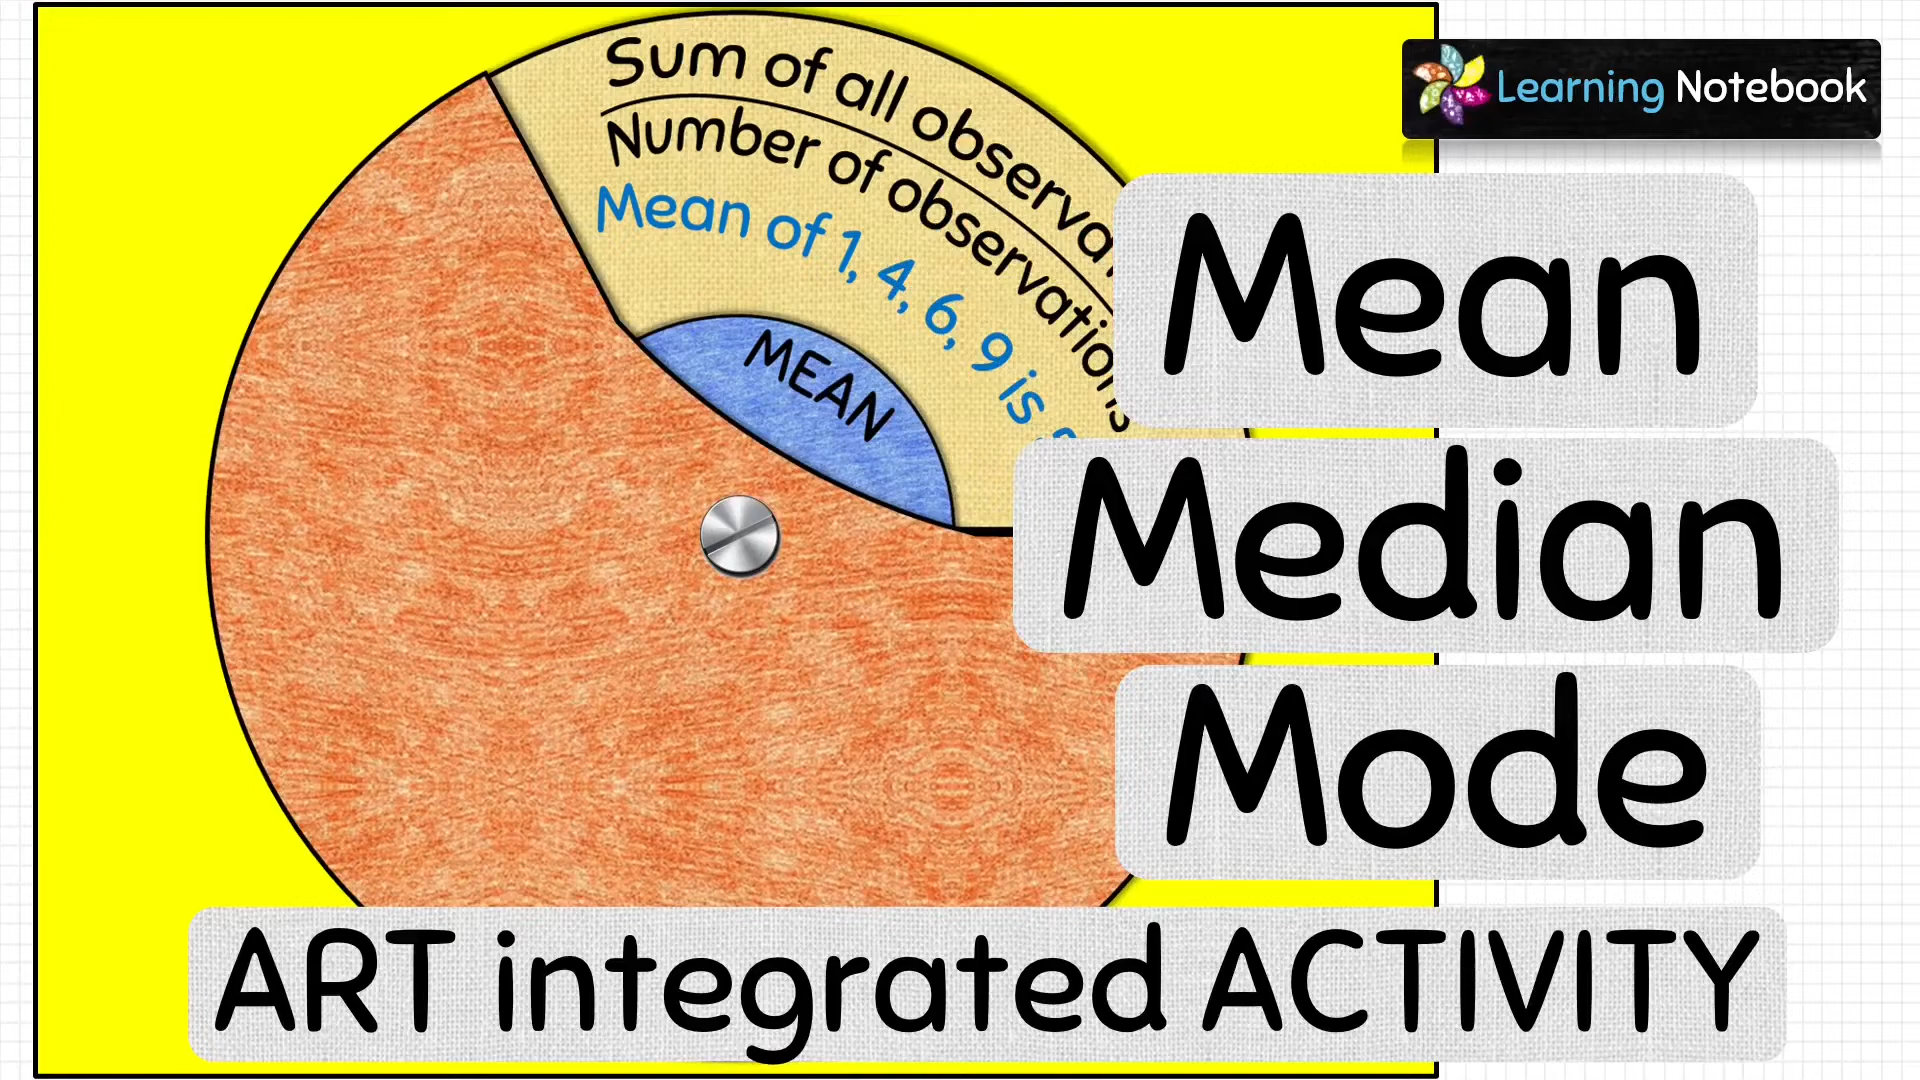 Sum of all observa
Number of observations
Mean of 1, 4, 6, 9 is
MEAN
Learning Notebook
Mean
Median
Mode
ART integrated ACTIVITY